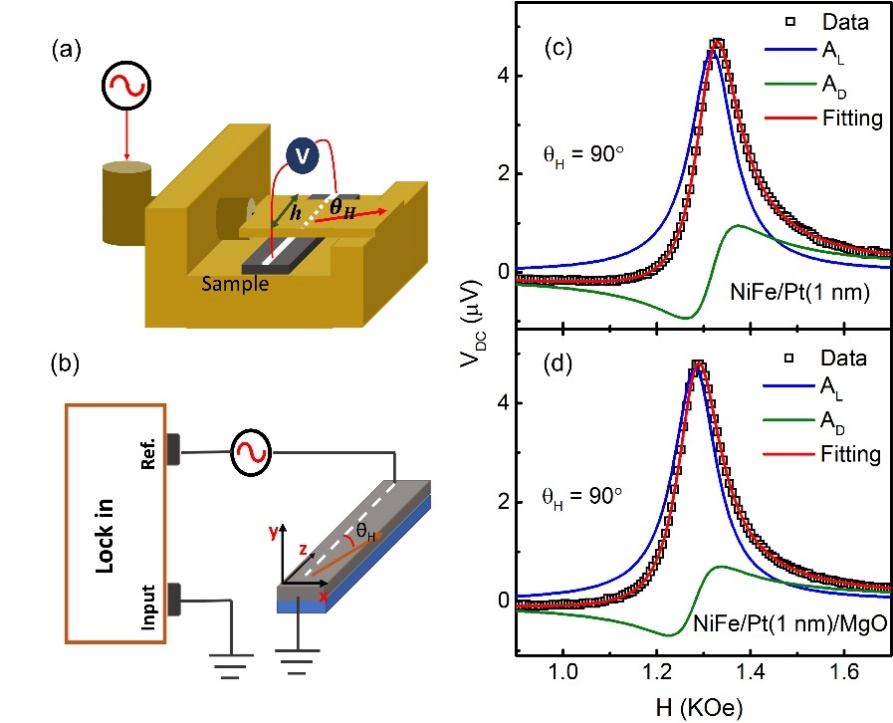 (a)
V
h
θH
Sample
(b)
Lock in
Ref.
Input
y
z
x
θH
(c)
Data
AL
AD
Fitting
θH = 90°
NiFe/Pt(1 nm)
4
2
0
VDC (μV)
(d)
Data
AL
AD
Fitting
θH = 90°
NiFe/Pt(1 nm)/MgO
4
2
0
1.0 1.2 1.4 1.6
H (KOe)